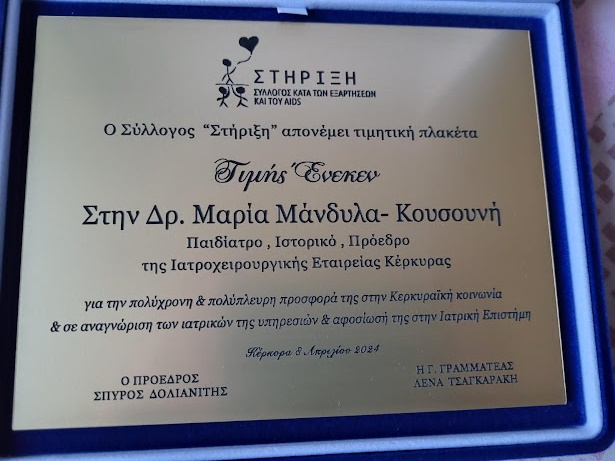 ΣΤΗΡΙΞΗ
ΣΥΛΛΟΓΟΣ ΚΑΤΑ ΤΩΝ ΕΞΑΡΤΗΣΕΩΝ
ΚΑΙ ΤΟΥ AIDS
Ο Σύλλογος “Στήριξη” απονέμει τιμητική πλακέτα
Τιμής Ένεκεν
Στην Δρ. Μαρία Μάνδυλα- Κουσουνή
Παιδίατρο , Ιστορικό , Πρόεδρο
της Ιατροχειρουργικής Εταιρείας Κέρκυρας
για την πολύχρονη & πολύπλευρη προσφορά της στην Κερκυραϊκή κοινωνία
& σε αναγνώριση των ιατρικών της υπηρεσιών & αφοσίωσή της στην Ιατρική Επιστήμη
Κέρκυρα 8 Απριλίου 2024
Ο ΠΡΟΕΔΡΟΣ
ΣΠΥΡΟΣ ΔΟΛΙΑΝΙΤΗΣ
Η Γ. ΓΡΑΜΜΑΤΕΑΣ
ΛΕΝΑ ΤΣΑΓΚΑΡΑΚΗ